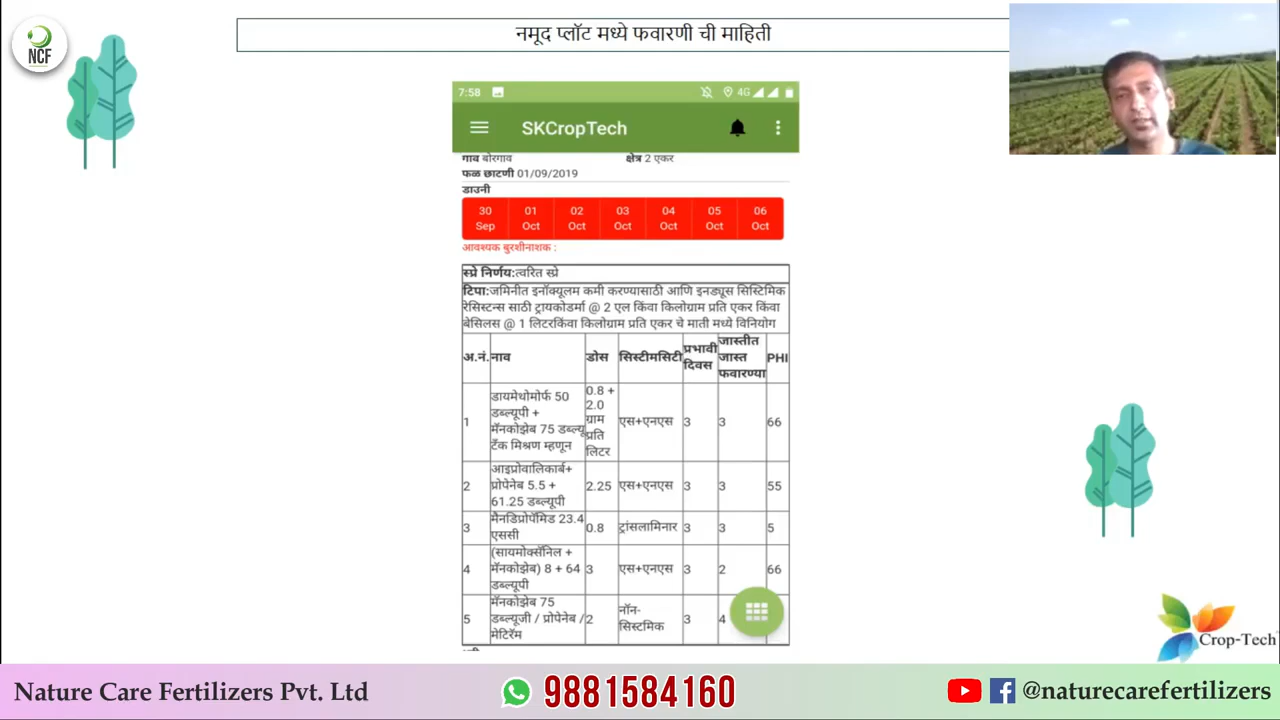 NCF
नमूद प्लॉट मध्ये फवारणी ची माहिती
7:58
4G
SKCropTech
गाव बोरगाव क्षेत्र 2 एकर
फळ छाटणी 01/09/2019
डाउनी
30 01 02 03 04 05 06
Sep Oct Oct Oct Oct Oct Oct
आवश्यक बुरशीनाशक :
स्प्रे निर्णय:त्वरित स्प्रे
टिपा:जमिनीत इनॉक्यूलम कमी करण्यासाठी आणि इनड्यूस सिस्टिमिक
रेसिस्टन्स साठी ट्रायकोडर्मा @ 2 एल किंवा किलोग्राम प्रति एकर किंवा
बेसिलस @ 1 लिटरकिंवा किलोग्राम प्रति एकर चे माती मध्ये विनियोग
अ.नं. नाव डोस सिस्टीमसिटी प्रभावी दिवस जास्तीत जास्त फवारण्या PHI
1 डायमेथोमोर्फ 50 डब्ल्यूपी + मॅनकोझेब 75 डब्ल्यू टँक मिश्रण म्हणून 0.8 + 2.0 ग्राम प्रति लिटर एस+एनएस 3 3 66
2 आइप्रोवालिकार्ब+ प्रोपेनेब 5.5 + 61.25 डब्ल्यूपी 2.25 एस+एनएस 3 3 55
3 मॅनडिप्रोपॅमिड 23.4 एससी 0.8 ट्रांसलामिनार 3 3 5
4 (सायमोक्सॅनिल + मॅनकोझेब) 8 + 64 डब्ल्यूपी 3 एस+एनएस 3 2 66
5 मॅनकोझेब 75 डब्ल्यूजी / प्रोपेनेब / मेटिरॅम 2 नॉन-सिस्टमिक 3 4
Crop-Tech
Nature Care Fertilizers Pvt. Ltd
9881584160
@naturecarefertilizers